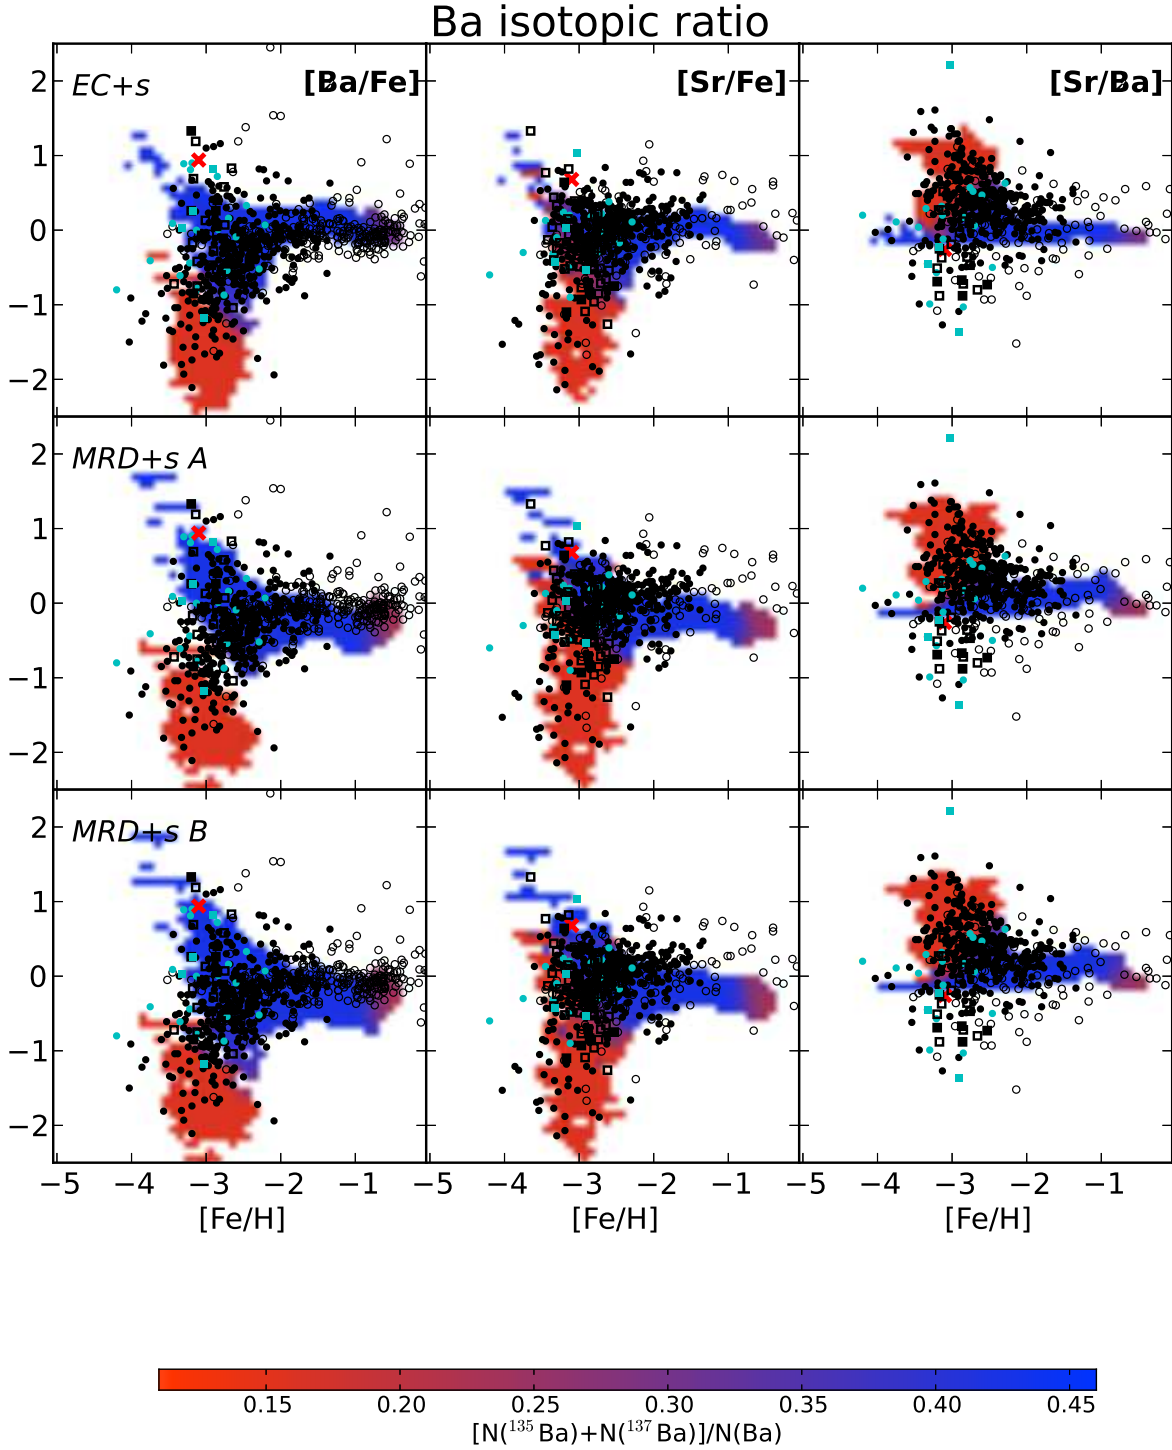 Ba isotopic ratio
EC+s [Ba/Fe] [Sr/Fe] [Sr/Ba]
2
1
0
−1
−2
MRD+s A
2
1
0
−1
−2
MRD+s B
2
1
0
−1
−2
−5 −4 −3 −2 −1 −5 −4 −3 −2 −1 −5 −4 −3 −2 −1
[Fe/H] [Fe/H] [Fe/H]
0.15 0.20 0.25 0.30 0.35 0.40 0.45
[N(¹³⁵Ba)+N(¹³⁷Ba)]/N(Ba)